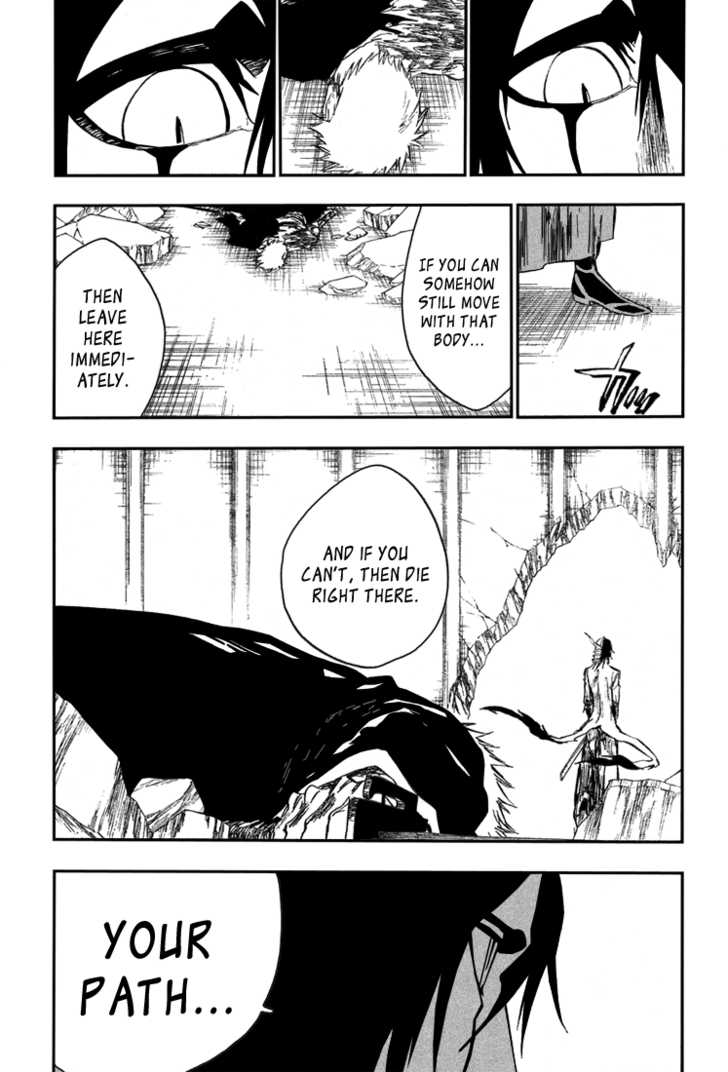 IF YOU CAN
SOMEHOW
STILL MOVE
WITH THAT
BODY...
THEN
LEAVE
HERE
IMMEDI-
ATELY.
AND IF YOU
CAN'T, THEN DIE
RIGHT THERE.
YOUR
PATH...